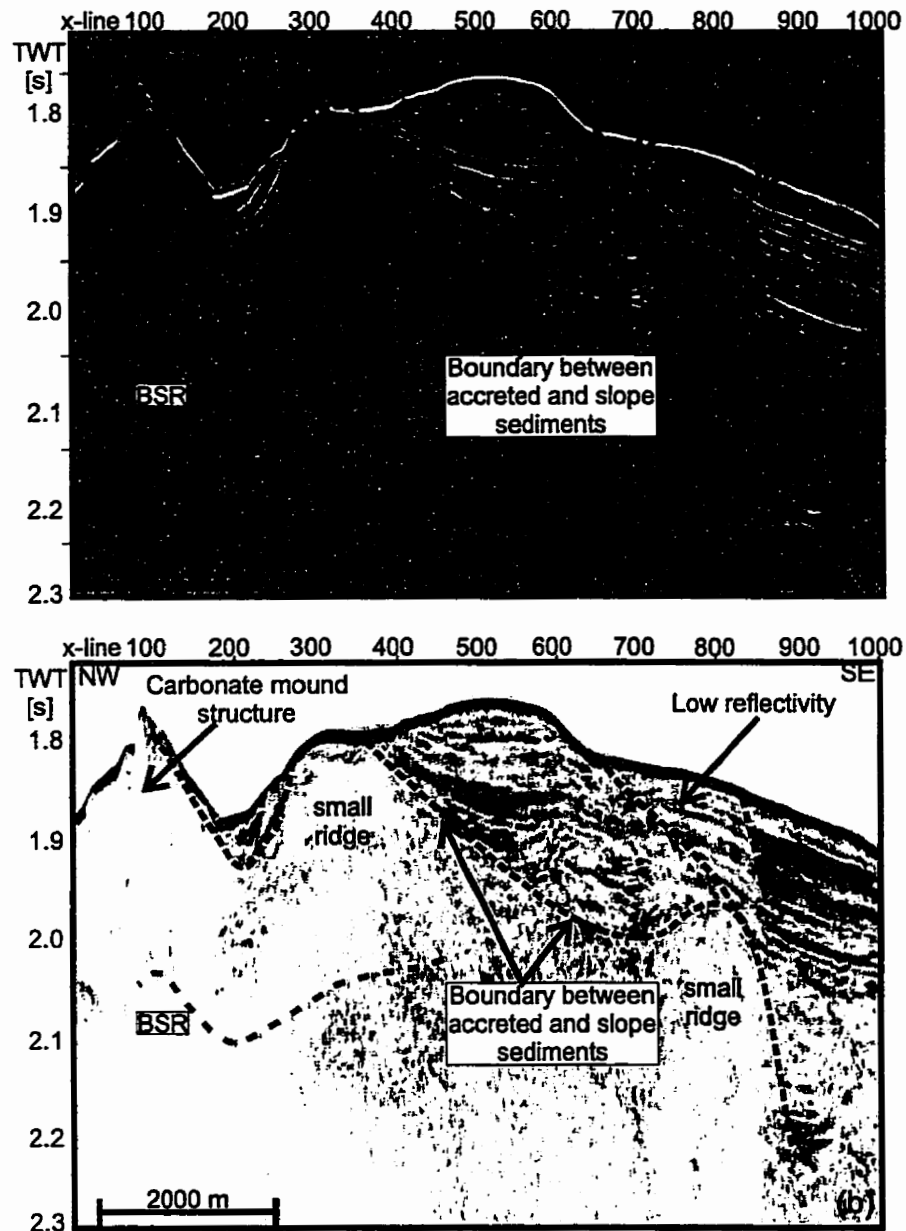 x-line 100 200 300 400 500 600 700 800 900 1000
TWT
[s]
1.8
1.9
2.0
Boundary between
accreted and slope
sediments
BSR
2.1
2.2
2.3
x-line 100 200 300 400 500 600 700 800 900 1000
TWT
[s]
NW
SE
Carbonate mound
structure
Low reflectivity
1.8
small
ridge
1.9
2.0
small
ridge
Boundary between
accreted and slope
sediments
BSR
2.1
2.2
2000 m
(b)
2.3